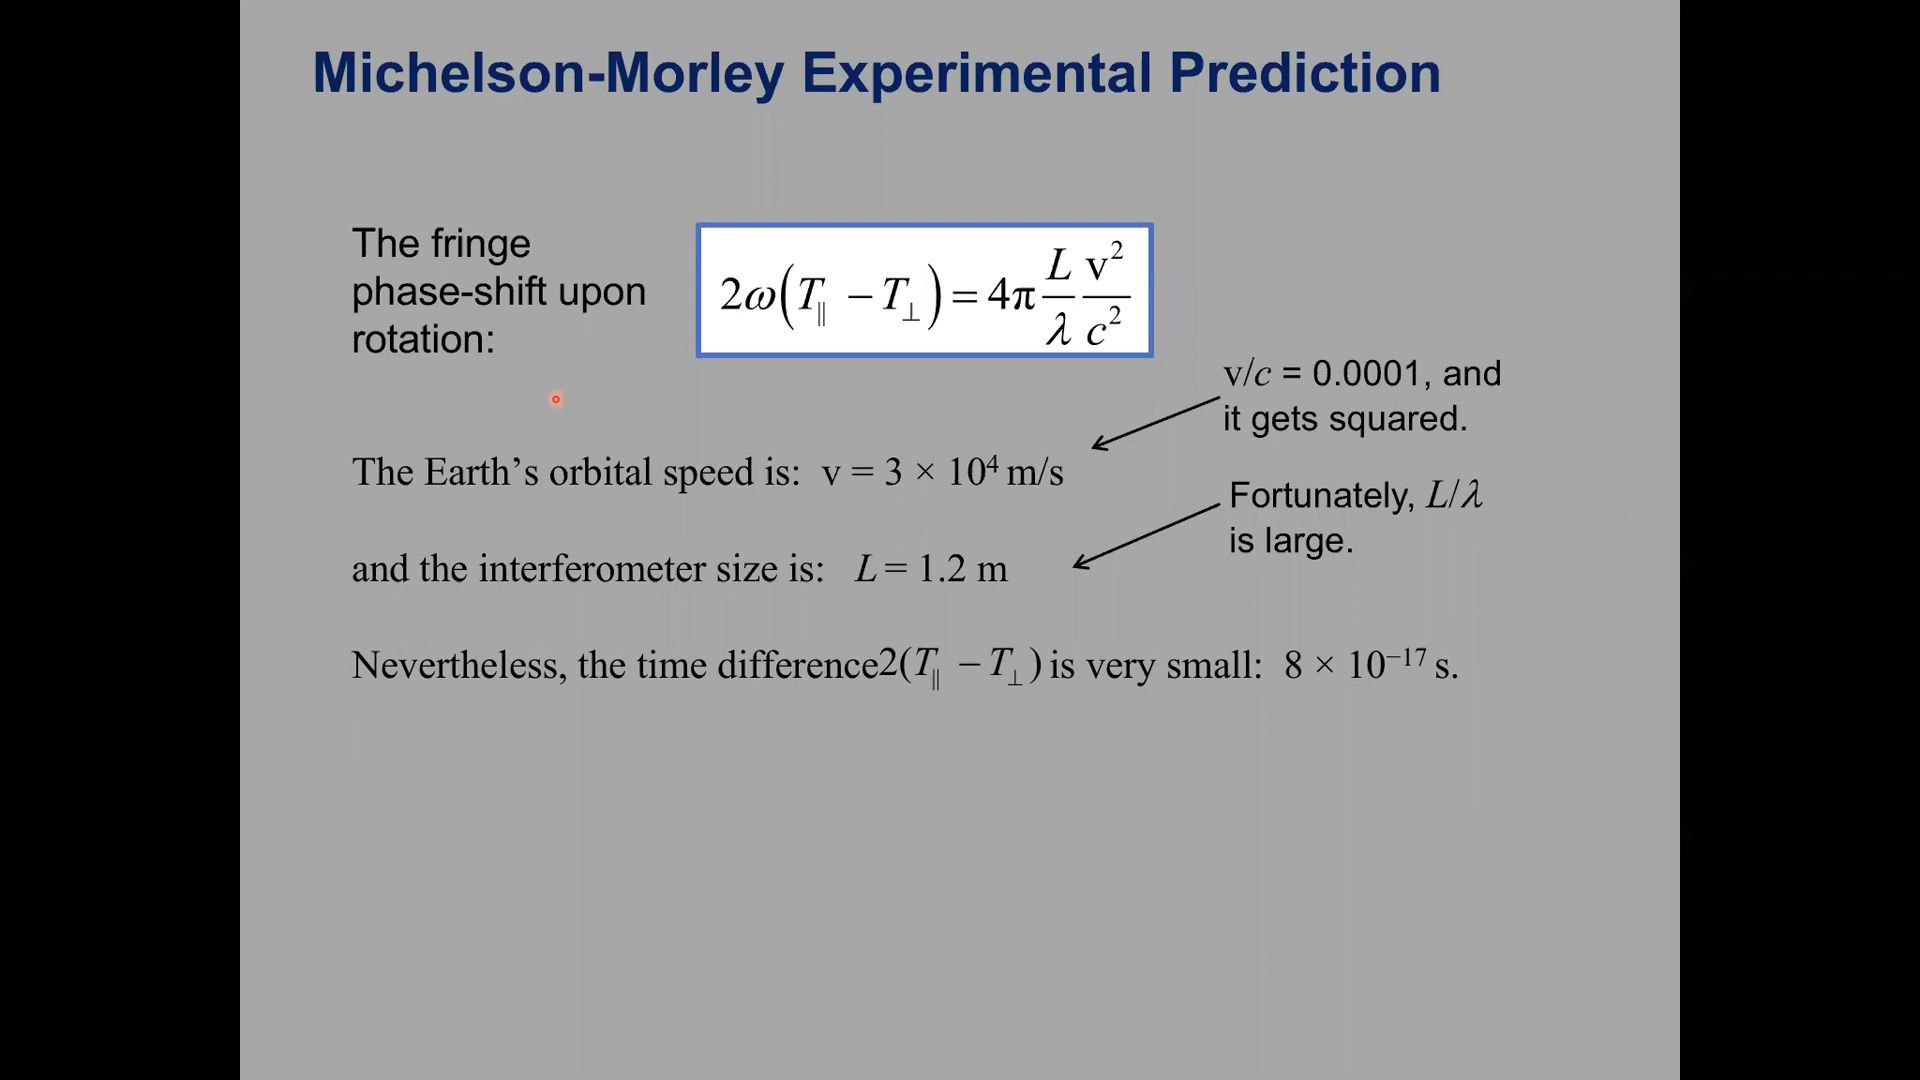 Michelson-Morley Experimental Prediction
The fringe
phase-shift upon
rotation:
2ω(T∥ − T⊥) = 4π L/λ v²/c²
v/c = 0.0001, and
it gets squared.
The Earth’s orbital speed is: v = 3 × 10⁴ m/s
Fortunately, L/λ
is large.
and the interferometer size is: L = 1.2 m
Nevertheless, the time difference2(T∥ − T⊥) is very small: 8 × 10⁻¹⁷ s.